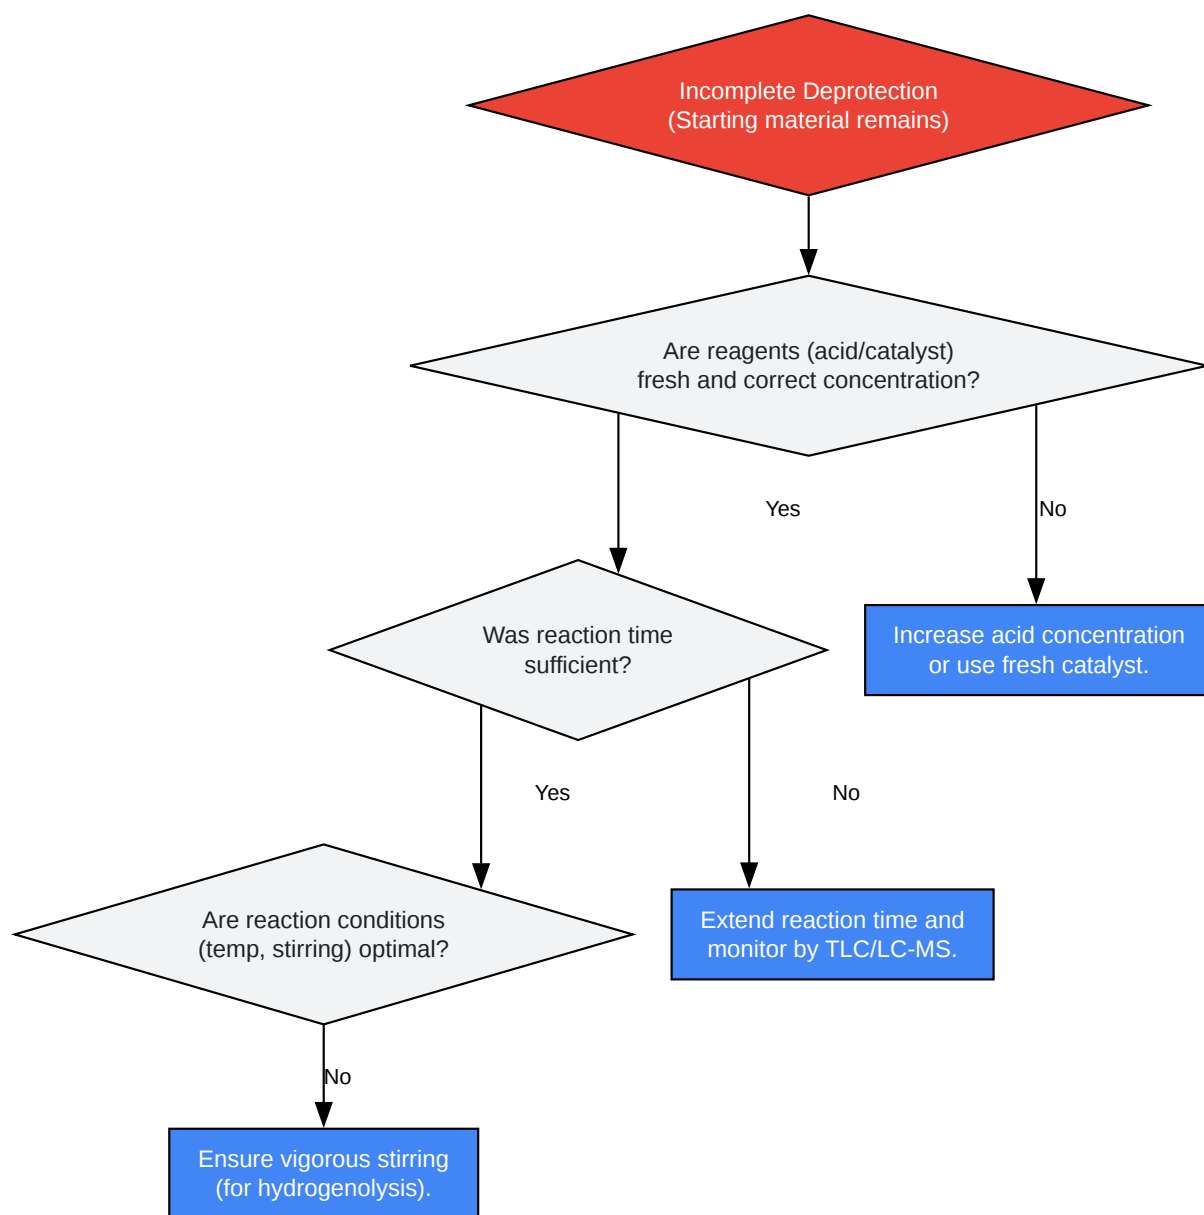 Incomplete Deprotection
(Starting material remains)
Are reagents (acid/catalyst)
fresh and correct concentration?
Yes
No
Was reaction time
sufficient?
Increase acid concentration
or use fresh catalyst.
Yes
No
Are reaction conditions
(temp, stirring) optimal?
Extend reaction time and
monitor by TLC/LC-MS.
No
Ensure vigorous stirring
(for hydrogenolysis).